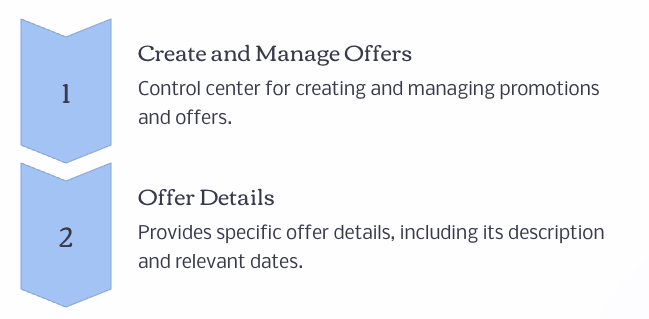 1
Create and Manage Offers
Control center for creating and managing promotions
and offers.
2
Offer Details
Provides specific offer details, including its description
and relevant dates.